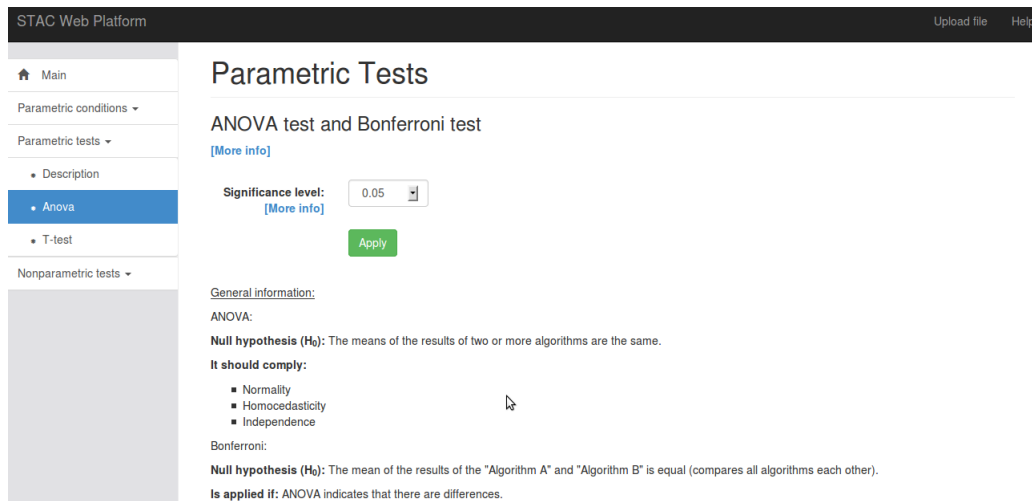 STAC Web Platform
Upload file
Help
Main
Parametric conditions
Parametric tests
Description
Anova
T-test
Nonparametric tests
Parametric Tests
ANOVA test and Bonferroni test
[More info]
Significance level:
0.05
[More info]
Apply
General information:
ANOVA:
Null hypothesis (H₀): The means of the results of two or more algorithms are the same.
It should comply:
Normality
Homocedasticity
Independence
Bonferroni:
Null hypothesis (H₀): The mean of the results of the "Algorithm A" and "Algorithm B" is equal (compares all algorithms each other).
Is applied if: ANOVA indicates that there are differences.